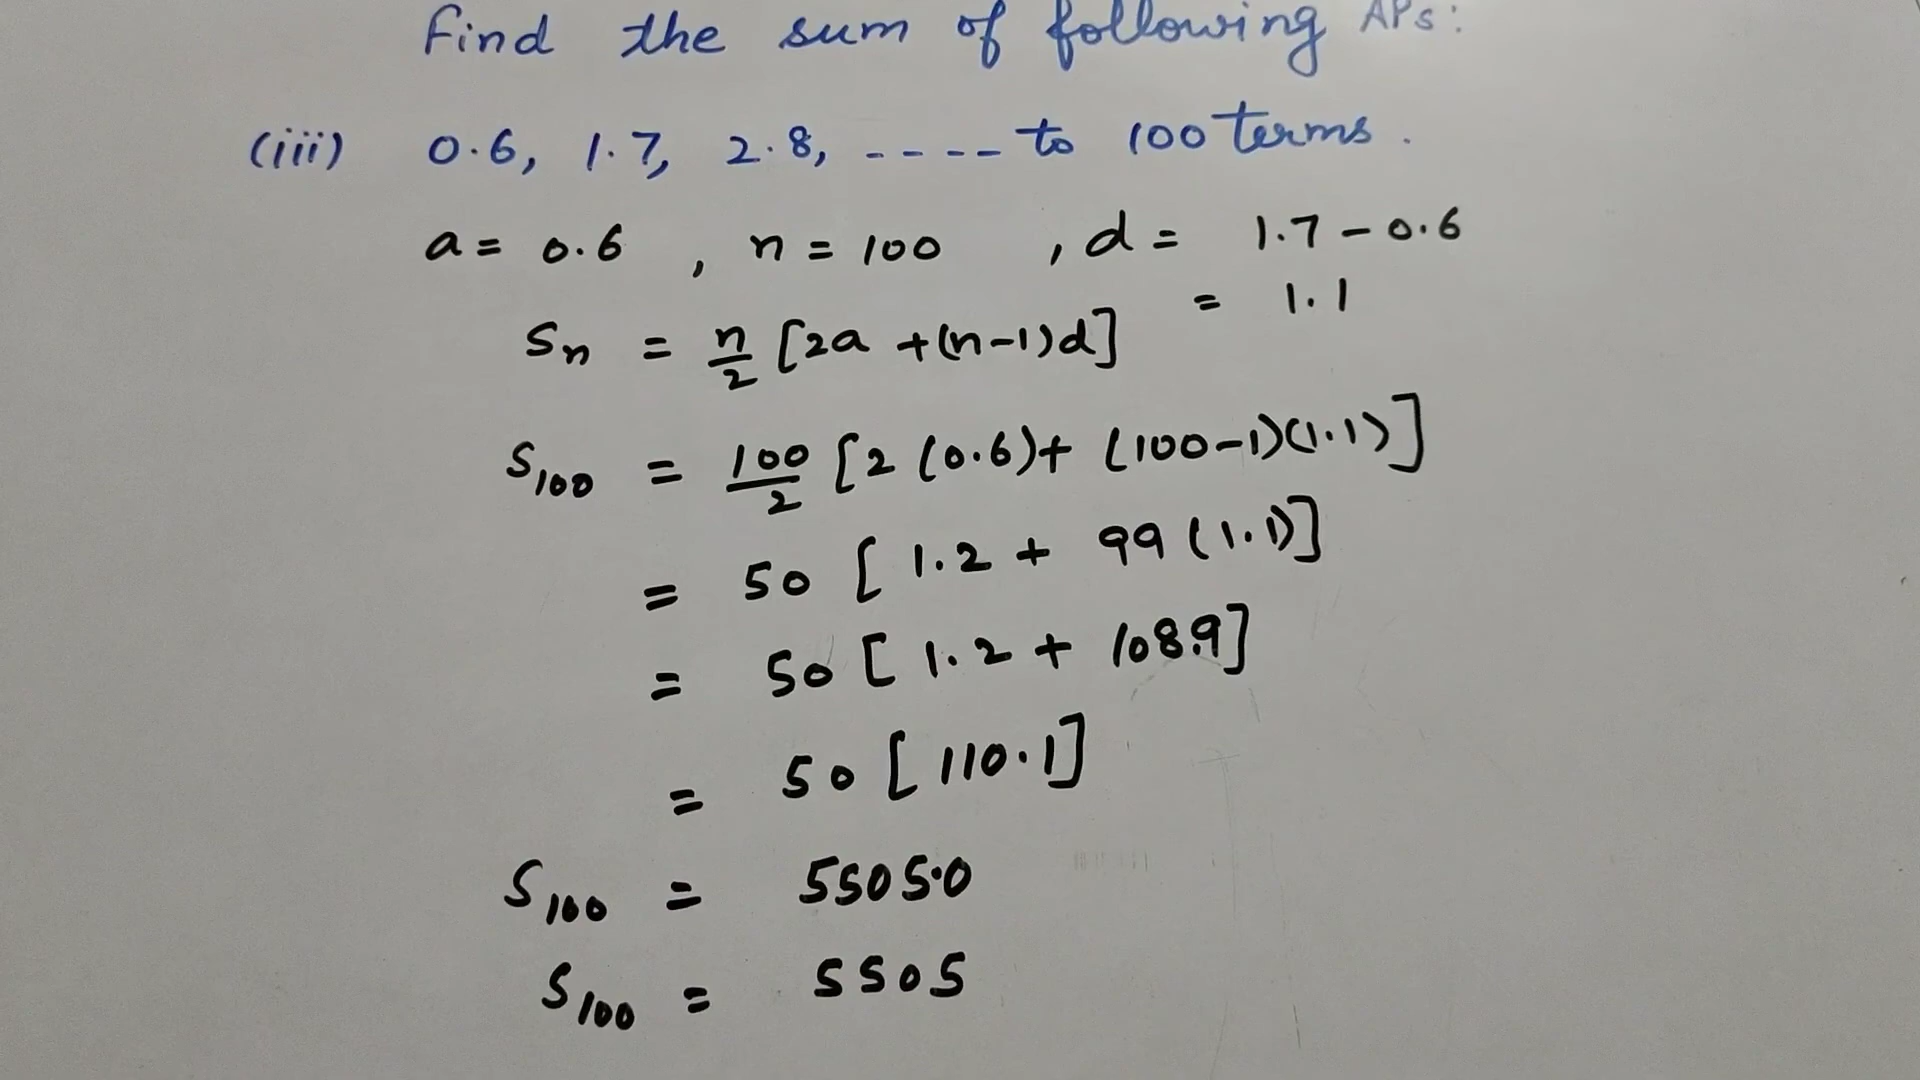 Find the sum of following APs:
(iii) 0.6, 1.7, 2.8, ---- to 100 terms.
a = 0.6 , n = 100 , d = 1.7 - 0.6
= 1.1
Sn = n/2 [2a + (n-1)d]
S100 = 100/2 [2 (0.6) + (100-1)(1.1)]
= 50 [1.2 + 99 (1.1)]
= 50 [1.2 + 108.9]
= 50 [110.1]
S100 = 5505.0
S100 = 5505